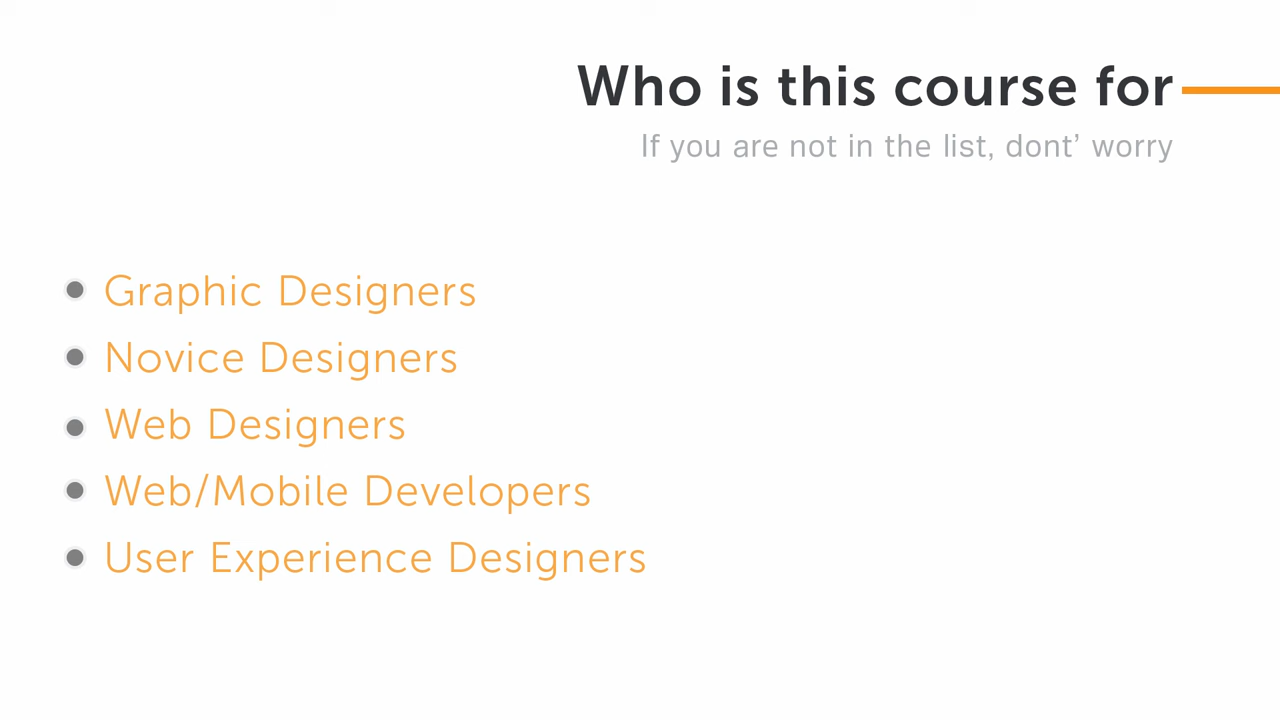 Who is this course for
If you are not in the list, dont’ worry
Graphic Designers
Novice Designers
Web Designers
Web/Mobile Developers
User Experience Designers